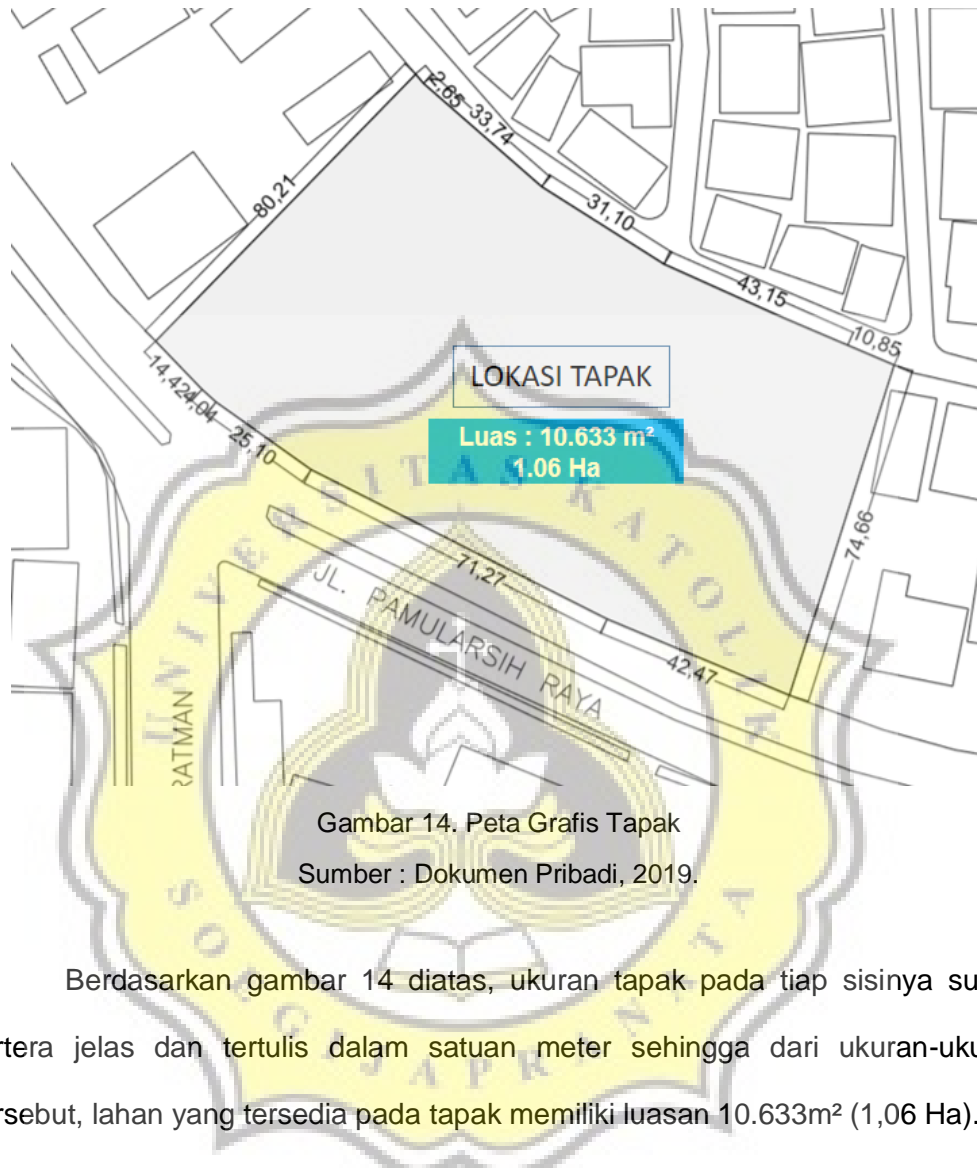 2,65
33,74
80,21
31,10
43,15
10,85
LOKASI TAPAK
Luas : 10.633 m²
1.06 Ha
14,42
4,04
25,10
74,66
71,27
JL. PAMULARSIH RAYA
42,47
RATMAN
UNIVERSITAS KATOLIK
SOEGIJAPRANATA
Gambar 14. Peta Grafis Tapak
Sumber : Dokumen Pribadi, 2019.
Berdasarkan gambar 14 diatas, ukuran tapak pada tiap sisinya su
rtera jelas dan tertulis dalam satuan meter sehingga dari ukuran-uku
rsebut, lahan yang tersedia pada tapak memiliki luasan 10.633m² (1,06 Ha).